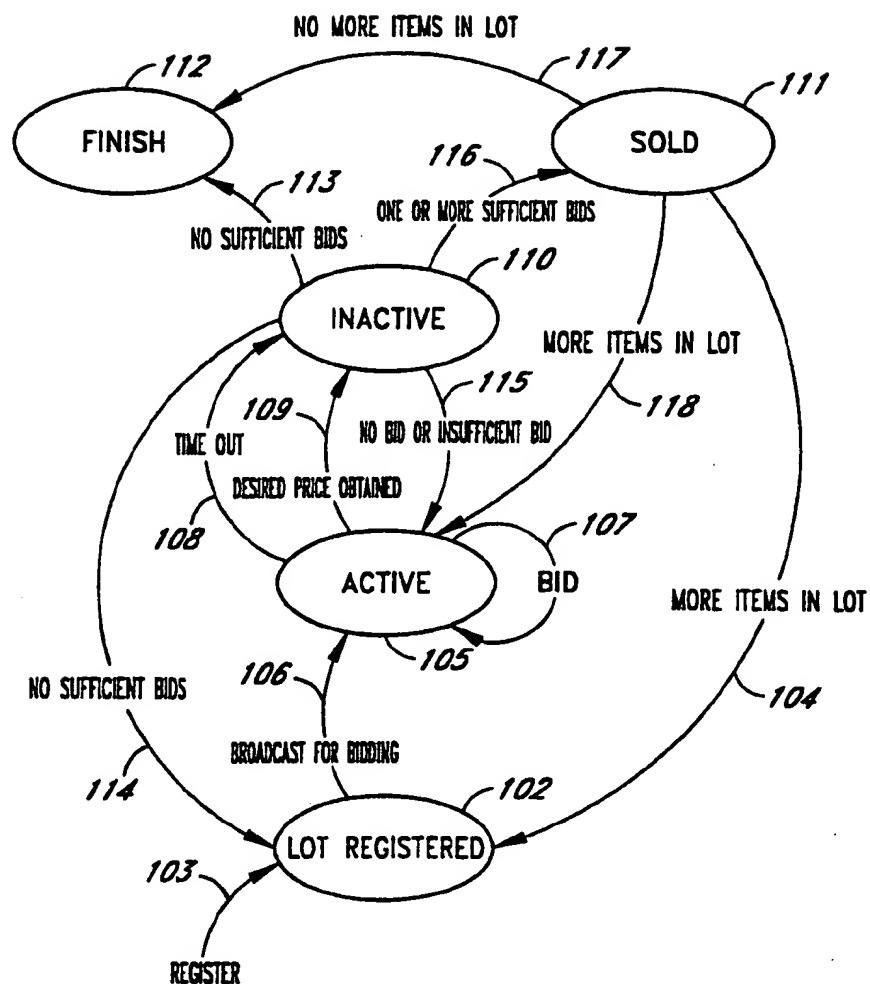 NO MORE ITEMS IN LOT
112
117
111
FINISH
SOLD
116
113
ONE OR MORE SUFFICIENT BIDS
NO SUFFICIENT BIDS
110
INACTIVE
MORE ITEMS IN LOT
115
118
109
NO BID OR INSUFFICIENT BID
TIME OUT
DESIRED PRICE OBTAINED
107
108
ACTIVE
BID
MORE ITEMS IN LOT
105
106
NO SUFFICIENT BIDS
104
BROADCAST FOR BIDDING
114
102
LOT REGISTERED
103
REGISTER